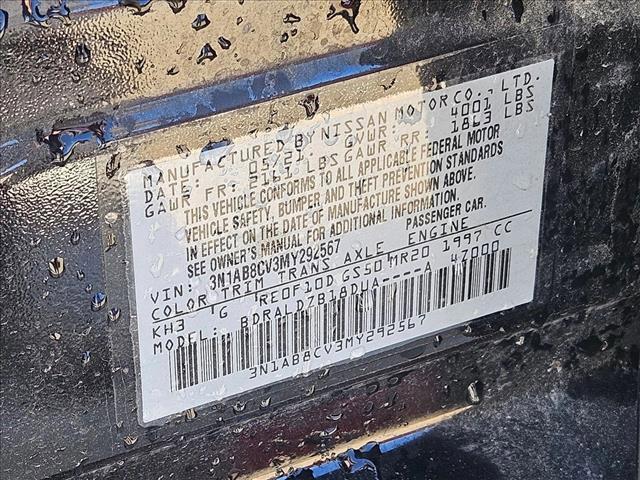 MANUFACTURED BY NISSAN MOTOR CO., LTD.
DATE: 05/21 GVWR: 4001 LBS
GAWR FR: 2161 LBS GAWR RR: 1863 LBS
THIS VEHICLE CONFORMS TO ALL APPLICABLE FEDERAL MOTOR
VEHICLE SAFETY, BUMPER AND THEFT PREVENTION STANDARDS
IN EFFECT ON THE DATE OF MANUFACTURE SHOWN ABOVE.
SEE OWNER'S MANUAL FOR ADDITIONAL INFORMATION.
VIN: 3N1AB8CV3MY292567 PASSENGER CAR.
COLOR TRIM TRANS AXLE ENGINE
KH3 G RE0F10D GS50 MR20 1997 CC
MODEL: BDRALDZB18DUA----A 47000
3N1AB8CV3MY292567